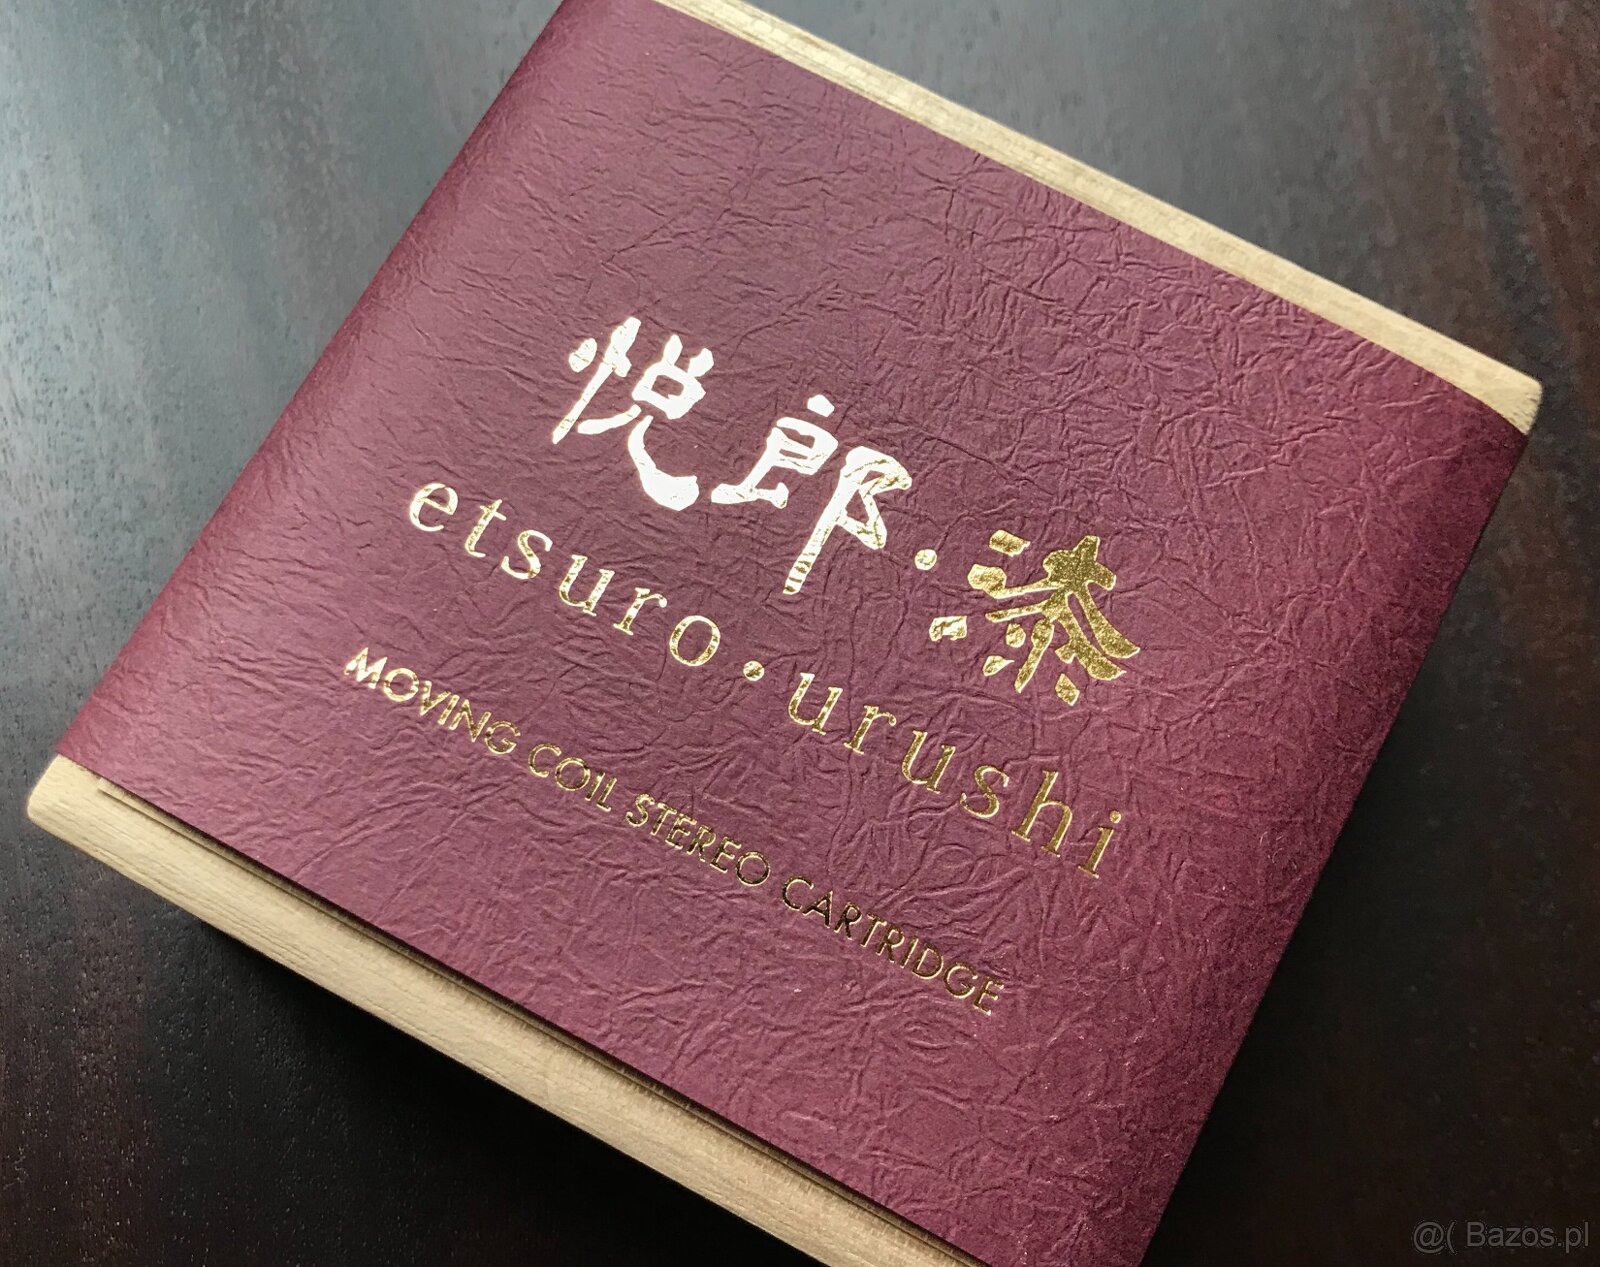 悦郎・漆
etsuro・urushi
MOVING COIL STEREO CARTRIDGE
@( Bazos.pl